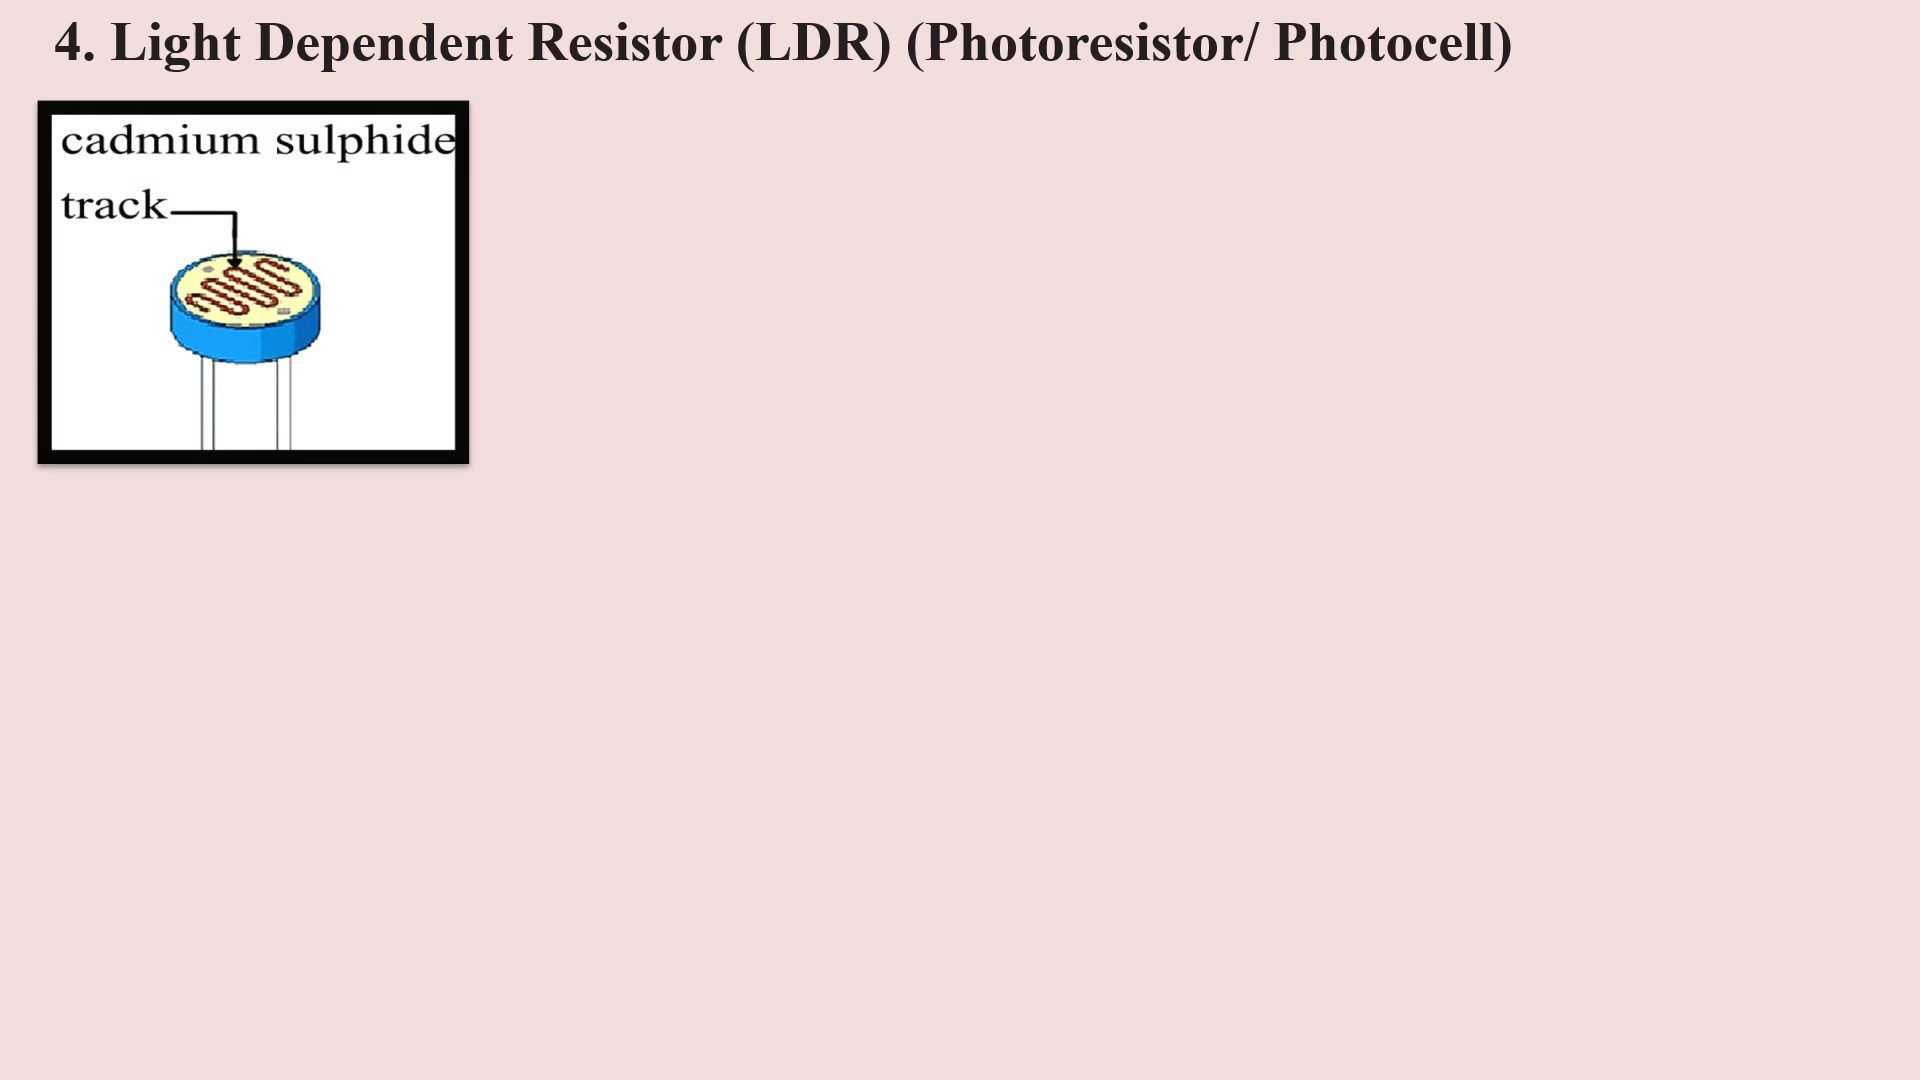 4. Light Dependent Resistor (LDR) (Photoresistor/ Photocell)
cadmium sulphide
track